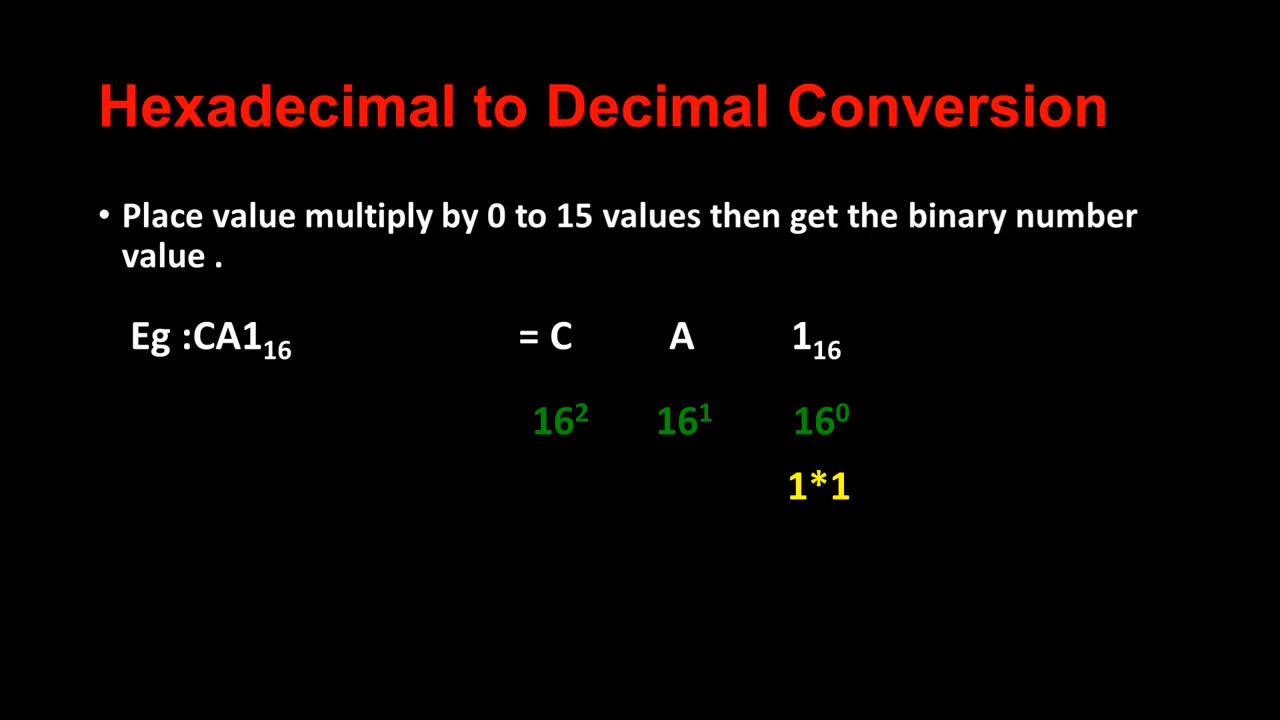 Hexadecimal to Decimal Conversion
• Place value multiply by 0 to 15 values then get the binary number
value .
Eg :CA1₁₆ = C A 1₁₆
16² 16¹ 16⁰
1*1